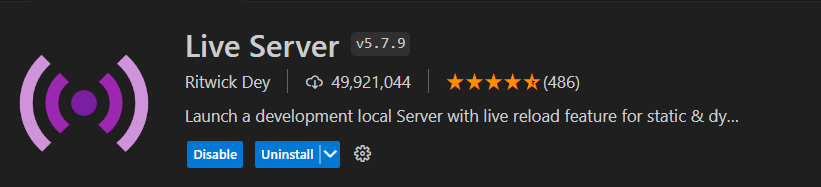 Live Server v5.7.9
Ritwick Dey 49,921,044 (486)
Launch a development local Server with live reload feature for static & dy...
Disable Uninstall